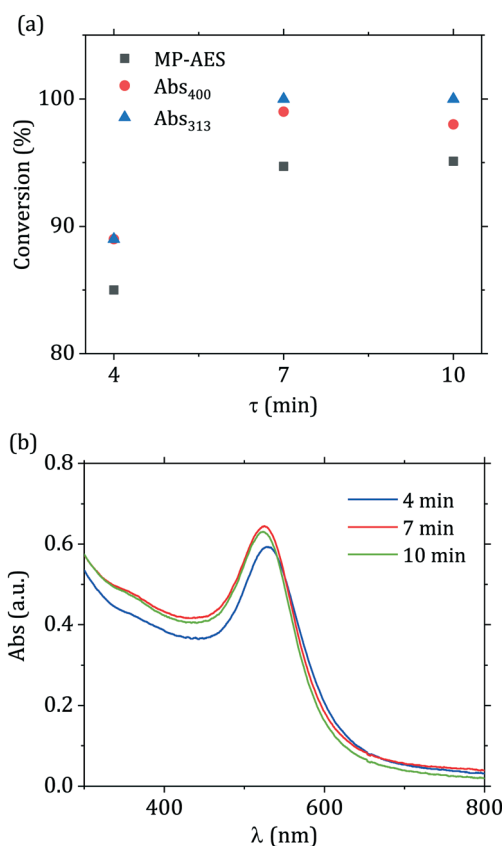 (a)
MP-AES
Abs₄₀₀
Abs₃₁₃
100
90
80
Conversion (%)
4
7
10
τ (min)
(b)
0.8
0.6
0.4
0.2
0.0
Abs (a.u.)
4 min
7 min
10 min
400
600
800
λ (nm)